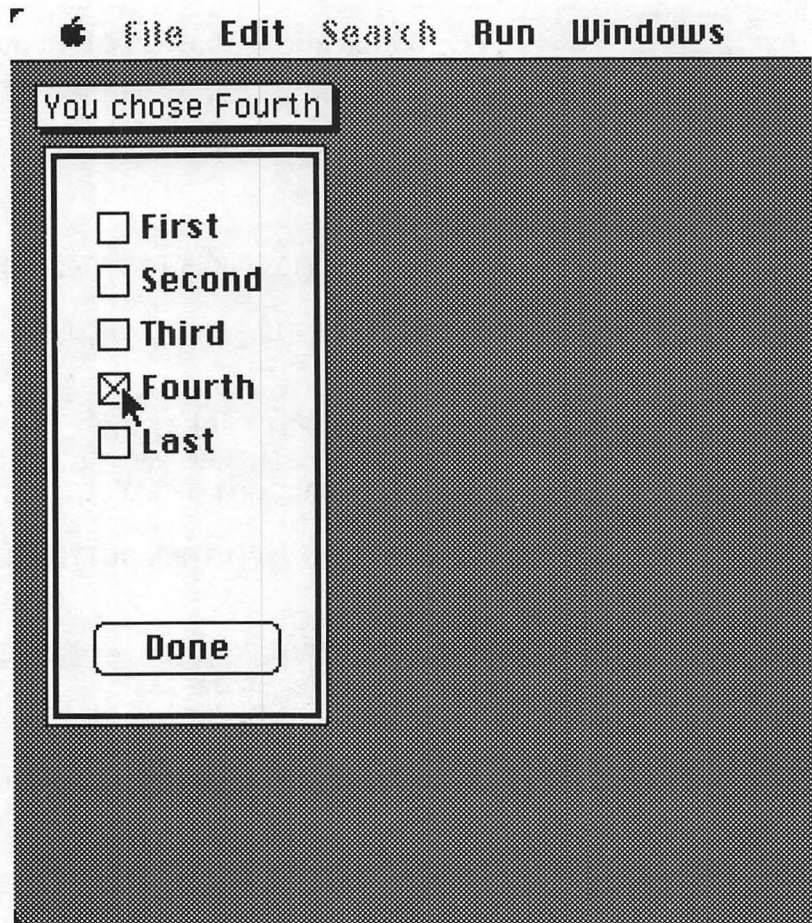 File Edit Search Run Windows
You chose Fourth
First
Second
Third
Fourth
Last
Done